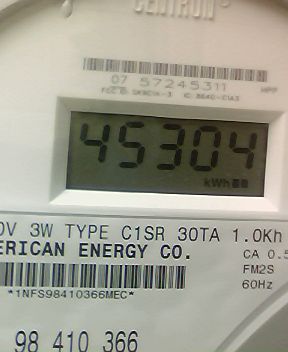 CENTRON®
07 57245311
45304
kWh
0V 3W TYPE C1SR 30TA 1.0Kh
ERICAN ENERGY CO.
CA 0.5
FM2S
*1NFS98410366MEC*
60Hz
98 410 366